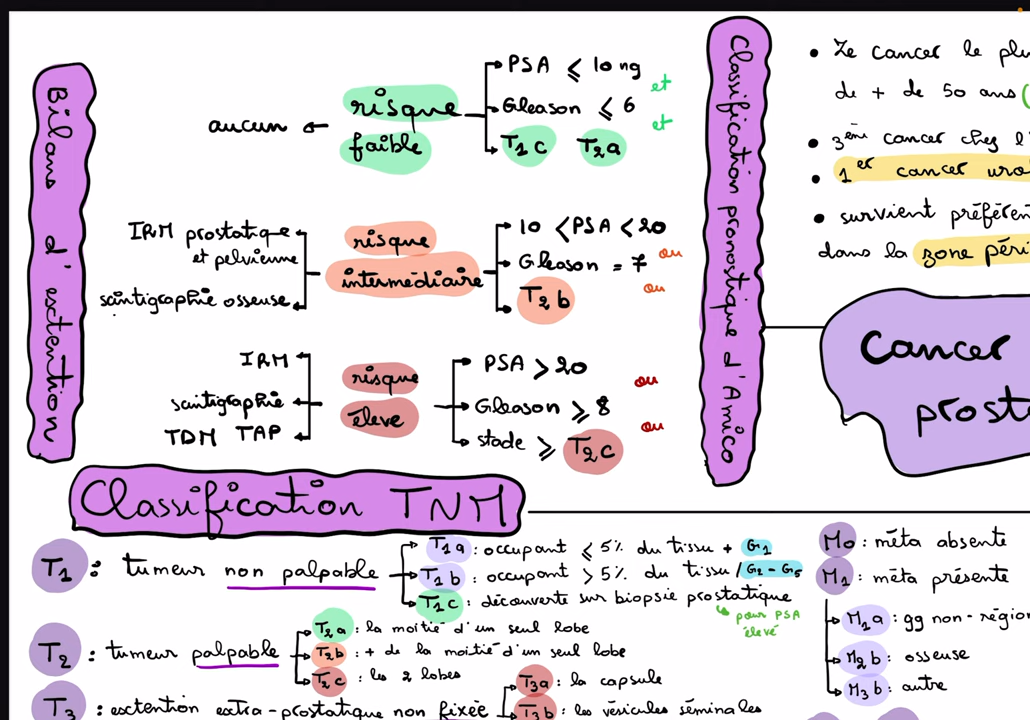 Bilans d'exctention
aucun
risque
faible
PSA ≤ 10 ng
et
Gleason ≤ 6
et
T1c T2a
IRM prostatique
et pelvienne
scintigraphie osseuse
risque
intermédiaire
10 < PSA < 20
Gleason = 7 ou
ou
T2b
IRM
scintigraphie
TDM TAP
risque
éleve
PSA > 20
ou
Gleason ≥ 8
ou
stade ≥ T2c
Classification pronostique d'Amico
• Ze cancer le plu
de + de 50 ans (
• 3ème cancer chez l'
• 1er cancer uro
• survient préféren
dans la zone péri
Cancer
prost
Classification TNM
T1 : tumeur non palpable
T1a : occupant ≤ 5% du tissu + G1
T1b : occupant > 5% du tissu / G2 - G5
T1c : découverte sur biopsie prostatique
pour PSA
élevé
T2 : tumeur palpable
T2a : la moitié d'un seul lobe
T2b : + de la moitié d'un seul lobe
T2c : les 2 lobes
T3 : exctention extra-prostatique non fixée
T3a : la capsule
T3b : les vésicules séminales
M0 : méta absente
M1 : méta présente
M1a : gg non-région
M2b : osseuse
M3b : autre